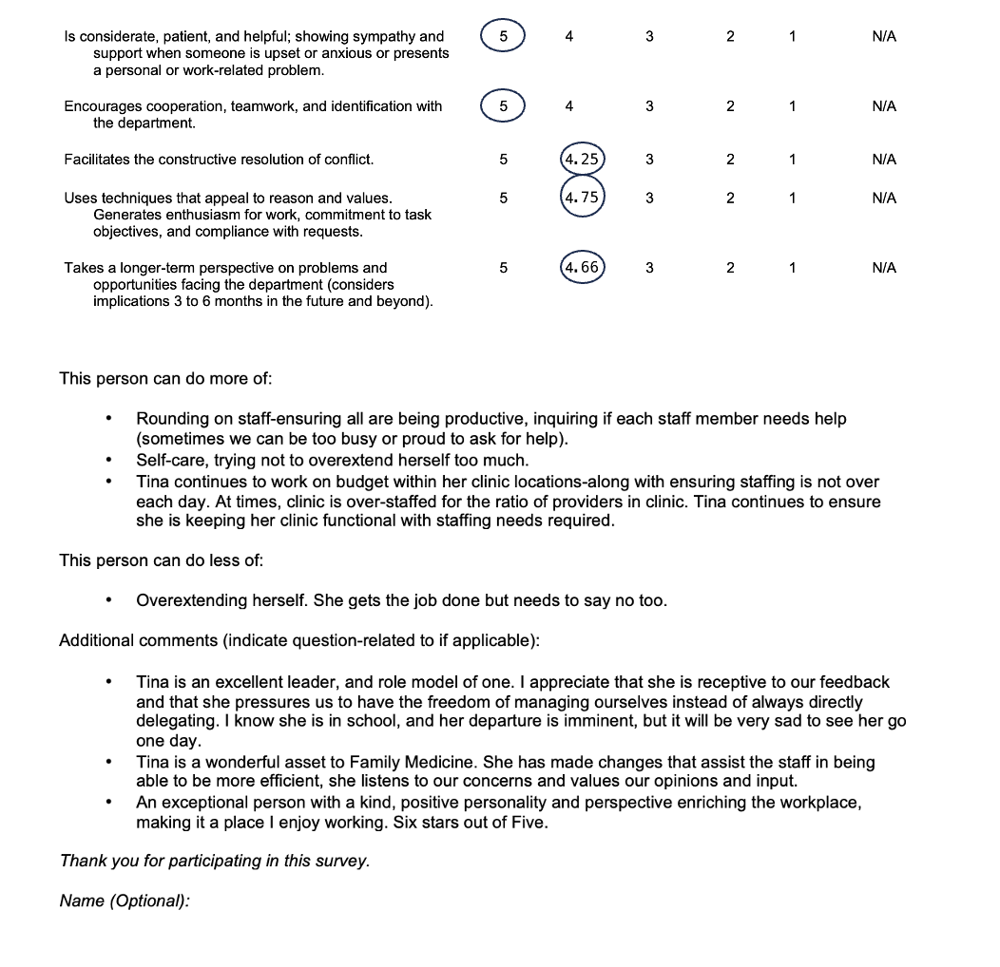 Is considerate, patient, and helpful; showing sympathy and 5 4 3 2 1 N/A
support when someone is upset or anxious or presents
a personal or work-related problem.
Encourages cooperation, teamwork, and identification with 5 4 3 2 1 N/A
the department.
Facilitates the constructive resolution of conflict. 5 4.25 3 2 1 N/A
Uses techniques that appeal to reason and values. 5 4.75 3 2 1 N/A
Generates enthusiasm for work, commitment to task
objectives, and compliance with requests.
Takes a longer-term perspective on problems and 5 4.66 3 2 1 N/A
opportunities facing the department (considers
implications 3 to 6 months in the future and beyond).
This person can do more of:
• Rounding on staff-ensuring all are being productive, inquiring if each staff member needs help
(sometimes we can be too busy or proud to ask for help).
• Self-care, trying not to overextend herself too much.
• Tina continues to work on budget within her clinic locations-along with ensuring staffing is not over
each day. At times, clinic is over-staffed for the ratio of providers in clinic. Tina continues to ensure
she is keeping her clinic functional with staffing needs required.
This person can do less of:
• Overextending herself. She gets the job done but needs to say no too.
Additional comments (indicate question-related to if applicable):
• Tina is an excellent leader, and role model of one. I appreciate that she is receptive to our feedback
and that she pressures us to have the freedom of managing ourselves instead of always directly
delegating. I know she is in school, and her departure is imminent, but it will be very sad to see her go
one day.
• Tina is a wonderful asset to Family Medicine. She has made changes that assist the staff in being
able to be more efficient, she listens to our concerns and values our opinions and input.
• An exceptional person with a kind, positive personality and perspective enriching the workplace,
making it a place I enjoy working. Six stars out of Five.
Thank you for participating in this survey.
Name (Optional):